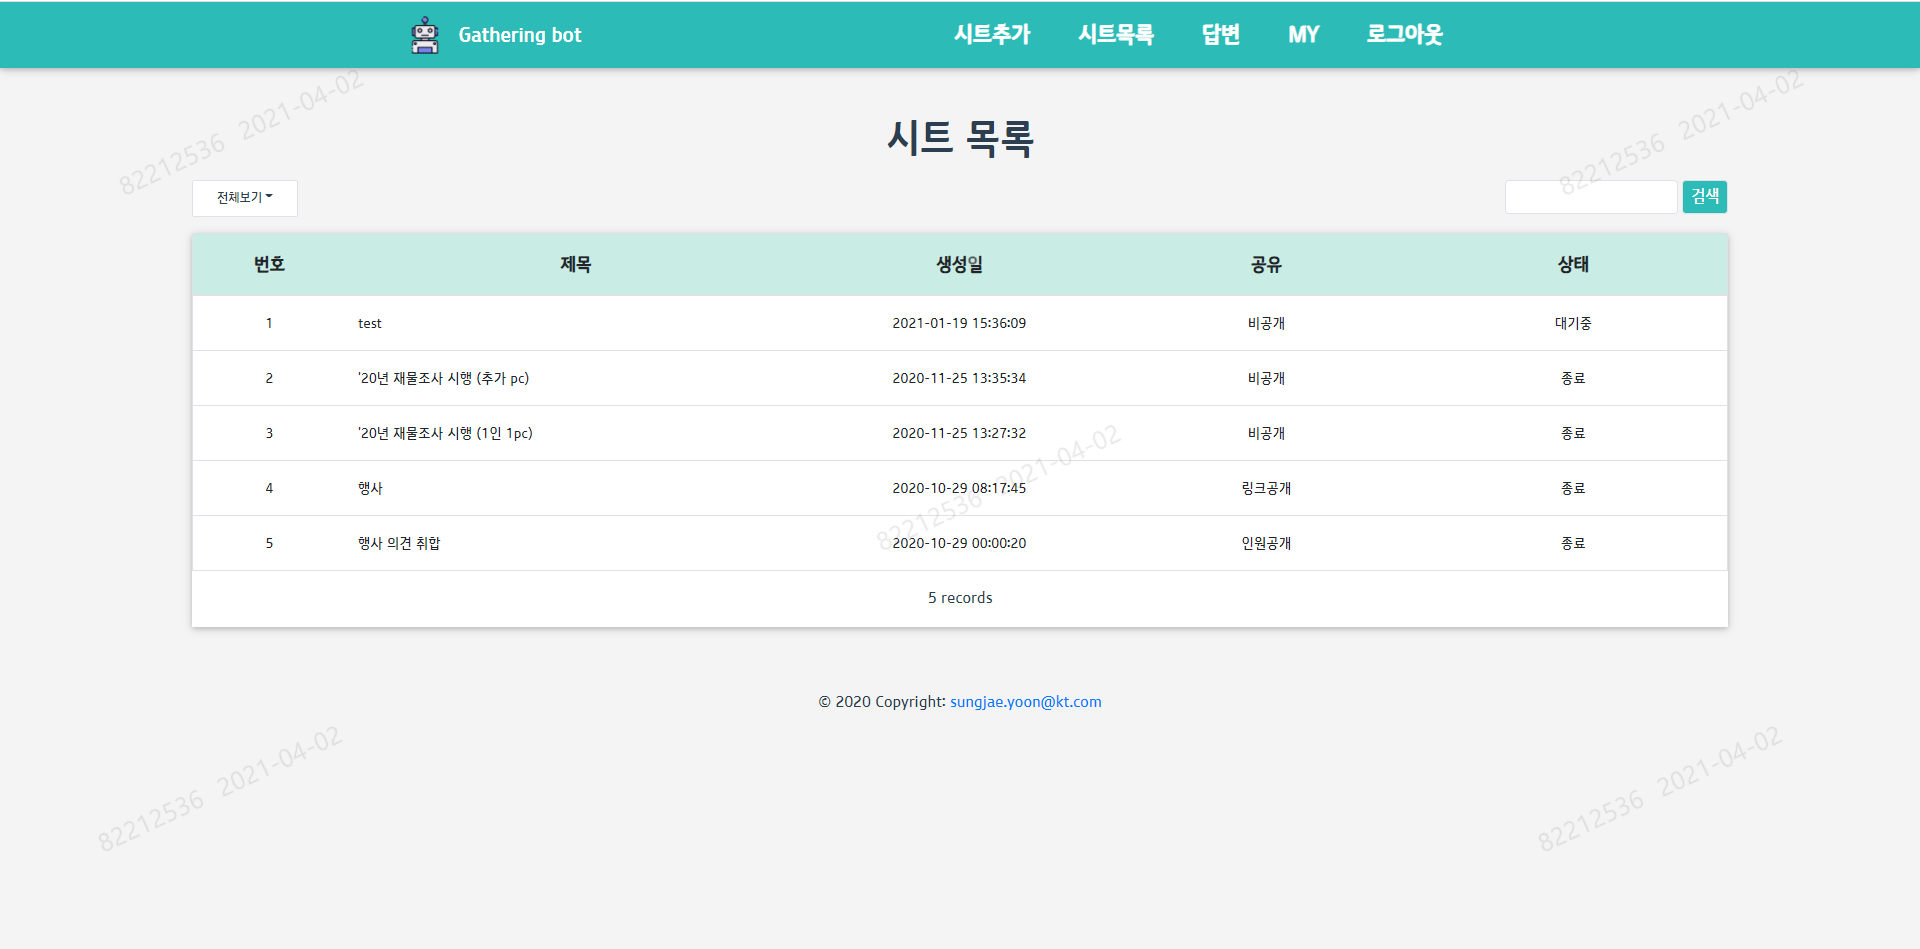 Gathering bot 시트추가 시트목록 답변 MY 로그아웃
82212536 2021-04-02
82212536 2021-04-02
시트 목록
전체보기 검색
번호 제목 생성일 공유 상태
1 test 2021-01-19 15:36:09 비공개 대기중
2 '20년 재물조사 시행 (추가 pc) 2020-11-25 13:35:34 비공개 종료
3 '20년 재물조사 시행 (1인 1pc) 2020-11-25 13:27:32 비공개 종료
4 행사 2020-10-29 08:17:45 링크공개 종료
82212536 2021-04-02
5 행사 의견 취합 2020-10-29 00:00:20 인원공개 종료
5 records
© 2020 Copyright: sungjae.yoon@kt.com
82212536 2021-04-02
82212536 2021-04-02